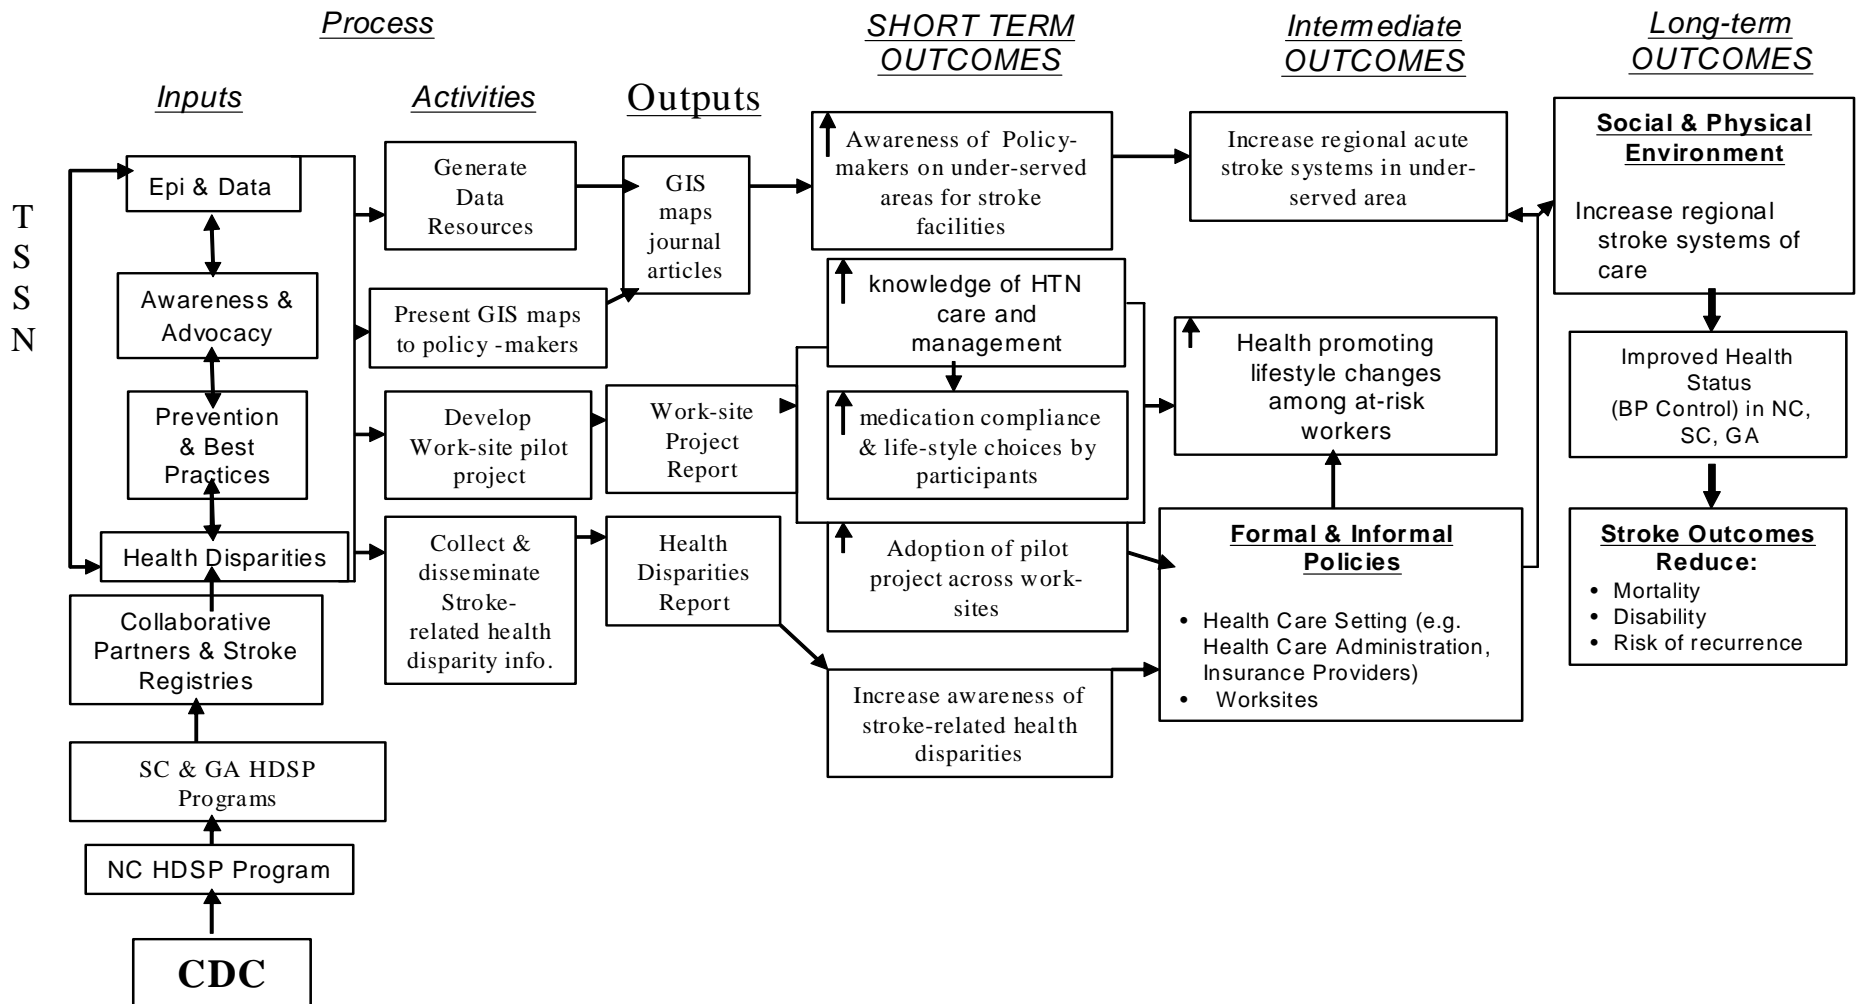 Process
SHORT TERM
OUTCOMES
Intermediate
OUTCOMES
Long-term
OUTCOMES
Inputs
Activities
Outputs
T
S
S
N
Epi & Data
Awareness &
Advocacy
Prevention
& Best
Practices
Health Disparities
Collaborative
Partners & Stroke
Registries
SC & GA HDSP
Programs
NC HDSP Program
CDC
Generate
Data
Resources
Present GIS maps
to policy -makers
Develop
Work-site pilot
project
Collect &
disseminate
Stroke-
related health
disparity info.
GIS
maps
journal
articles
Work-site
Project
Report
Health
Disparities
Report
Awareness of Policy-
makers on under-served
areas for stroke
facilities
knowledge of HTN
care and
management
medication compliance
& life-style choices by
participants
Adoption of pilot
project across work-
sites
Increase awareness of
stroke-related health
disparities
Increase regional acute
stroke systems in under-
served area
Health promoting
lifestyle changes
among at-risk
workers
Formal & Informal
Policies
• Health Care Setting (e.g.
Health Care Administration,
Insurance Providers)
• Worksites
Social & Physical
Environment
Increase regional
stroke systems of
care
Improved Health
Status
(BP Control) in NC,
SC, GA
Stroke Outcomes
Reduce:
• Mortality
• Disability
• Risk of recurrence